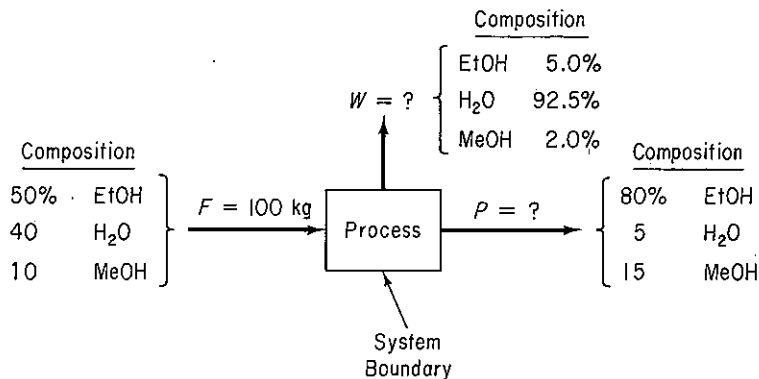 Composition
EtOH 5.0%
W = ? H₂O 92.5%
MeOH 2.0%
Composition
50% EtOH
40 H₂O
10 MeOH
F = 100 kg
Process
P = ?
Composition
80% EtOH
5 H₂O
15 MeOH
System
Boundary